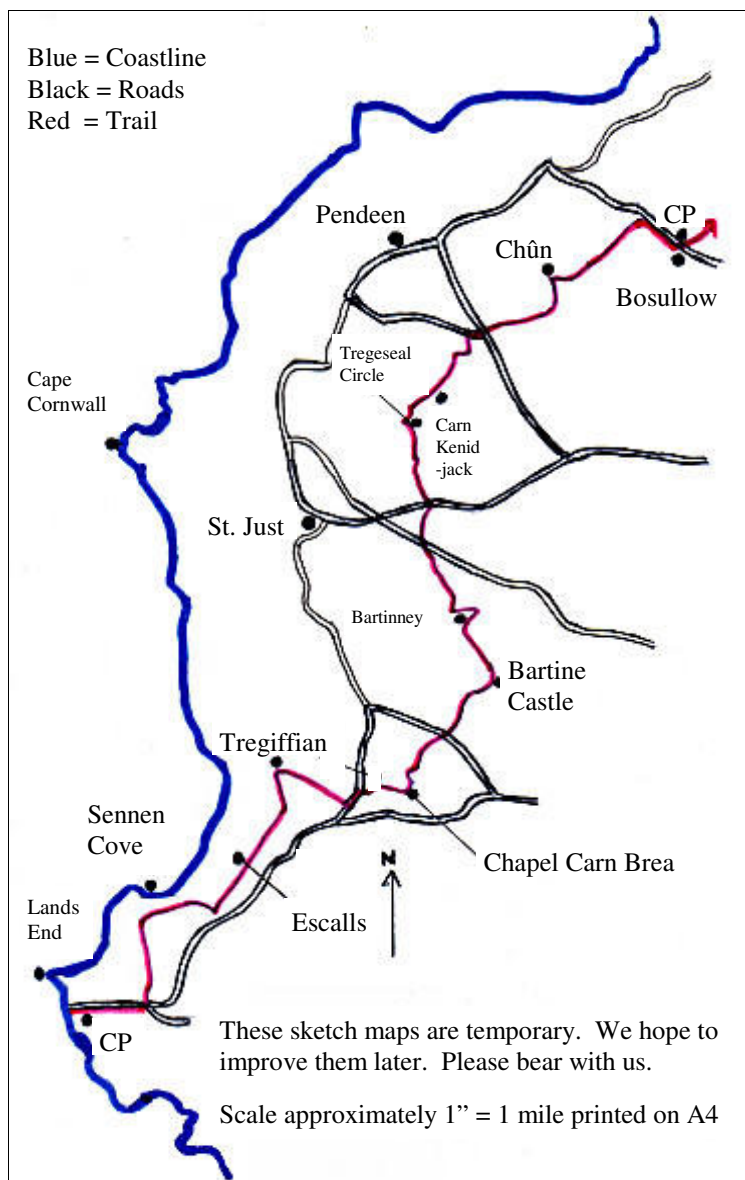 Blue = Coastline
Black = Roads
Red = Trail
Pendeen
CP
Chûn
Bosullow
Tregeseal
Circle
Cape
Cornwall
Carn
Kenid
-jack
St. Just
Bartinney
Bartine
Castle
Tregiffian
Sennen
Cove
Chapel Carn Brea
N
Lands
End
Escalls
CP
These sketch maps are temporary. We hope to
improve them later. Please bear with us.
Scale approximately 1” = 1 mile printed on A4